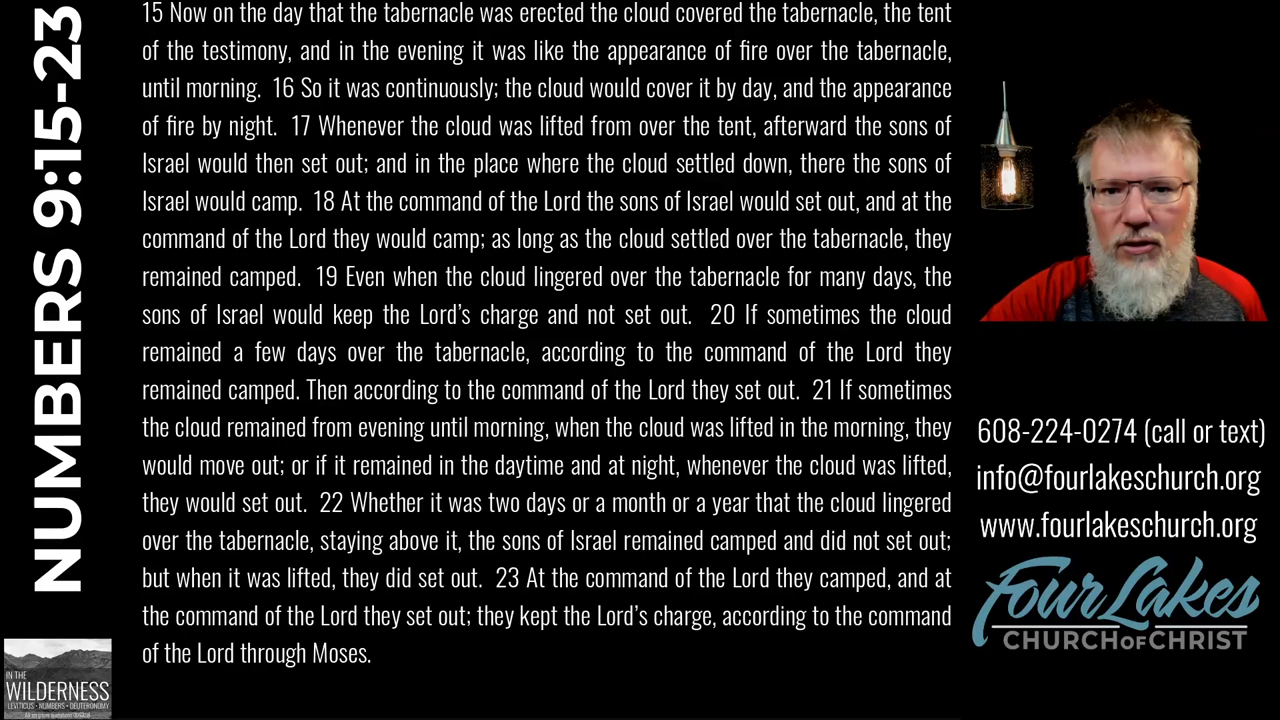 NUMBERS 9:15-23
15 Now on the day that the tabernacle was erected the cloud covered the tabernacle, the tent
of the testimony, and in the evening it was like the appearance of fire over the tabernacle,
until morning. 16 So it was continuously; the cloud would cover it by day, and the appearance
of fire by night. 17 Whenever the cloud was lifted from over the tent, afterward the sons of
Israel would then set out; and in the place where the cloud settled down, there the sons of
Israel would camp. 18 At the command of the Lord the sons of Israel would set out, and at the
command of the Lord they would camp; as long as the cloud settled over the tabernacle, they
remained camped. 19 Even when the cloud lingered over the tabernacle for many days, the
sons of Israel would keep the Lord’s charge and not set out. 20 If sometimes the cloud
remained a few days over the tabernacle, according to the command of the Lord they
remained camped. Then according to the command of the Lord they set out. 21 If sometimes
the cloud remained from evening until morning, when the cloud was lifted in the morning, they
would move out; or if it remained in the daytime and at night, whenever the cloud was lifted,
they would set out. 22 Whether it was two days or a month or a year that the cloud lingered
over the tabernacle, staying above it, the sons of Israel remained camped and did not set out;
but when it was lifted, they did set out. 23 At the command of the Lord they camped, and at
the command of the Lord they set out; they kept the Lord’s charge, according to the command
of the Lord through Moses.
608-224-0274 (call or text)
info@fourlakeschurch.org
www.fourlakeschurch.org
Four Lakes
CHURCH OF CHRIST
IN THE
WILDERNESS
LEVITICUS • NUMBERS • DEUTERONOMY